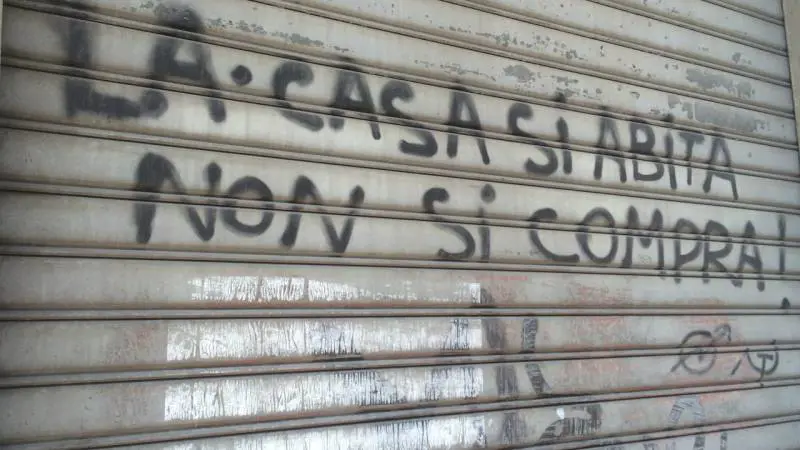 LA•CASA SI ABITA
NON SI COMPRA!